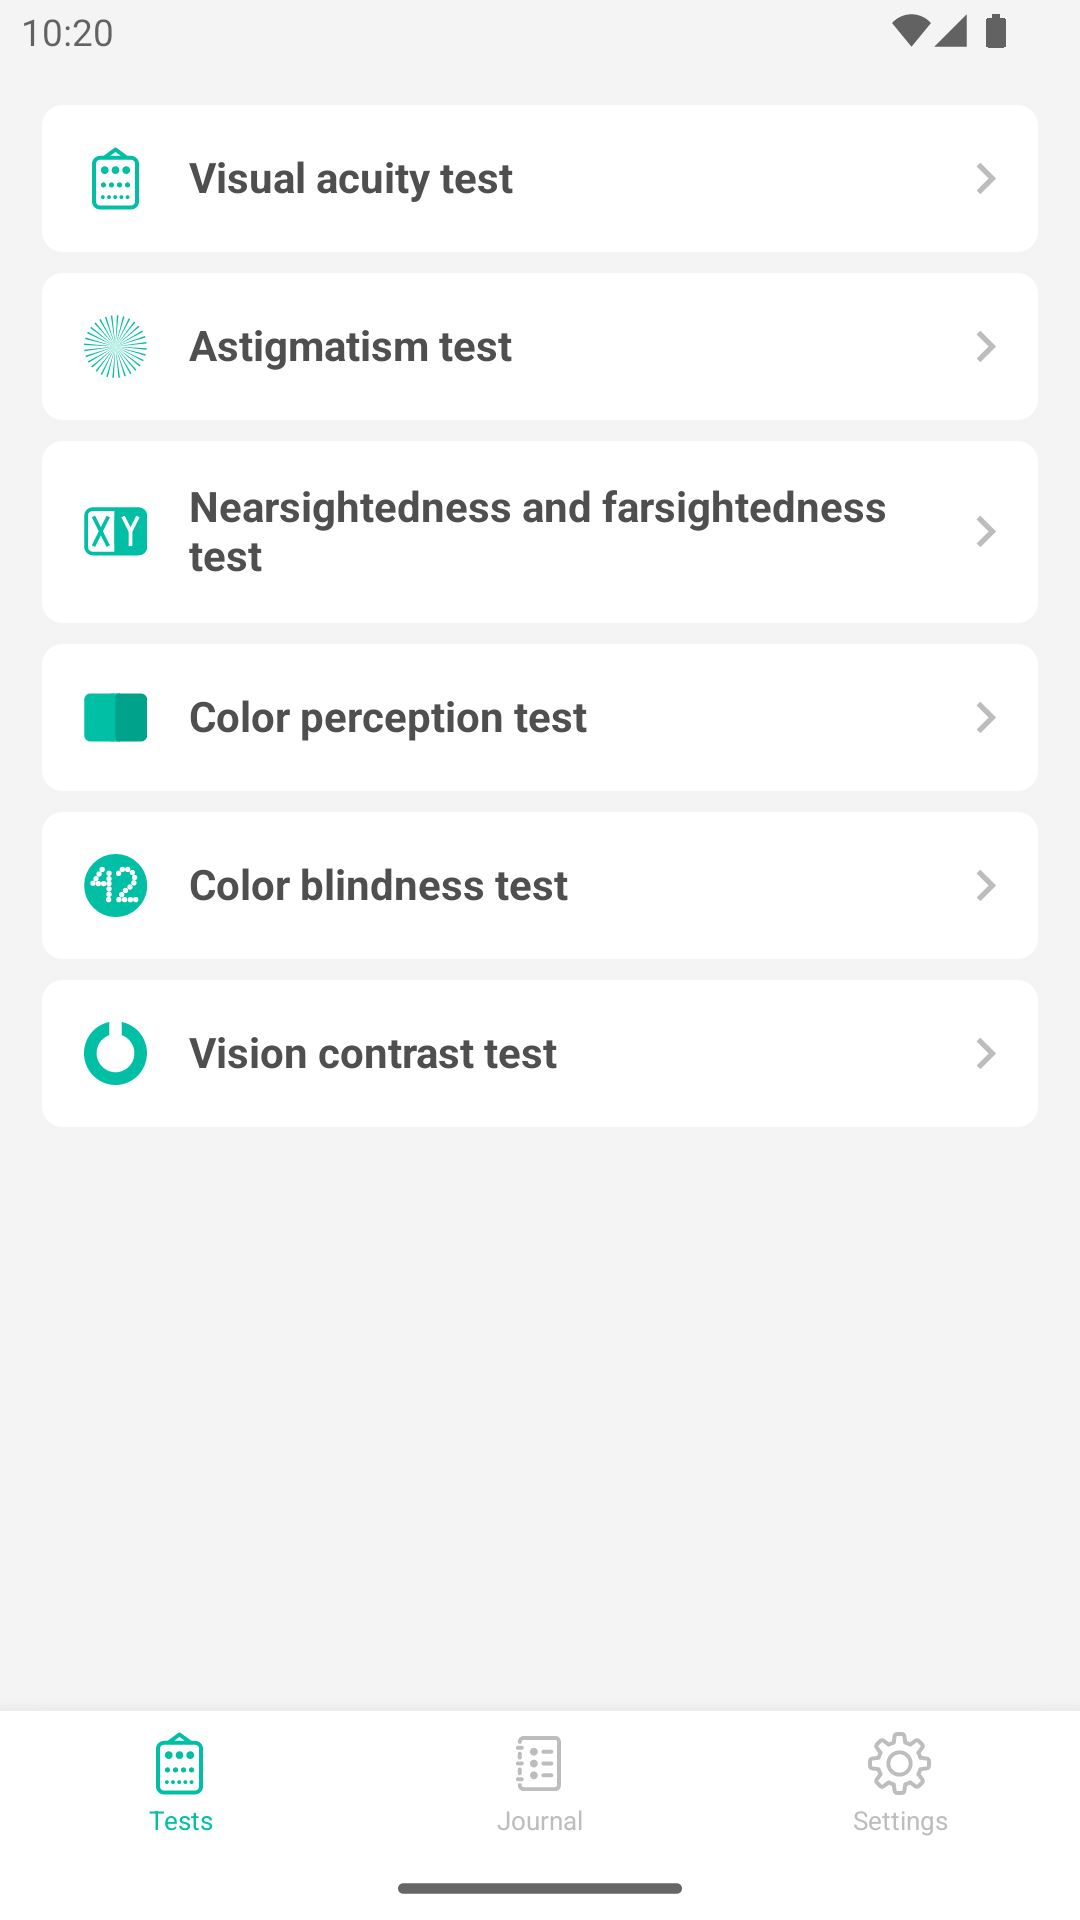 10:20
Visual acuity test
Astigmatism test
XY
Nearsightedness and farsightedness
test
Color perception test
42
Color blindness test
Vision contrast test
Tests
Journal
Settings